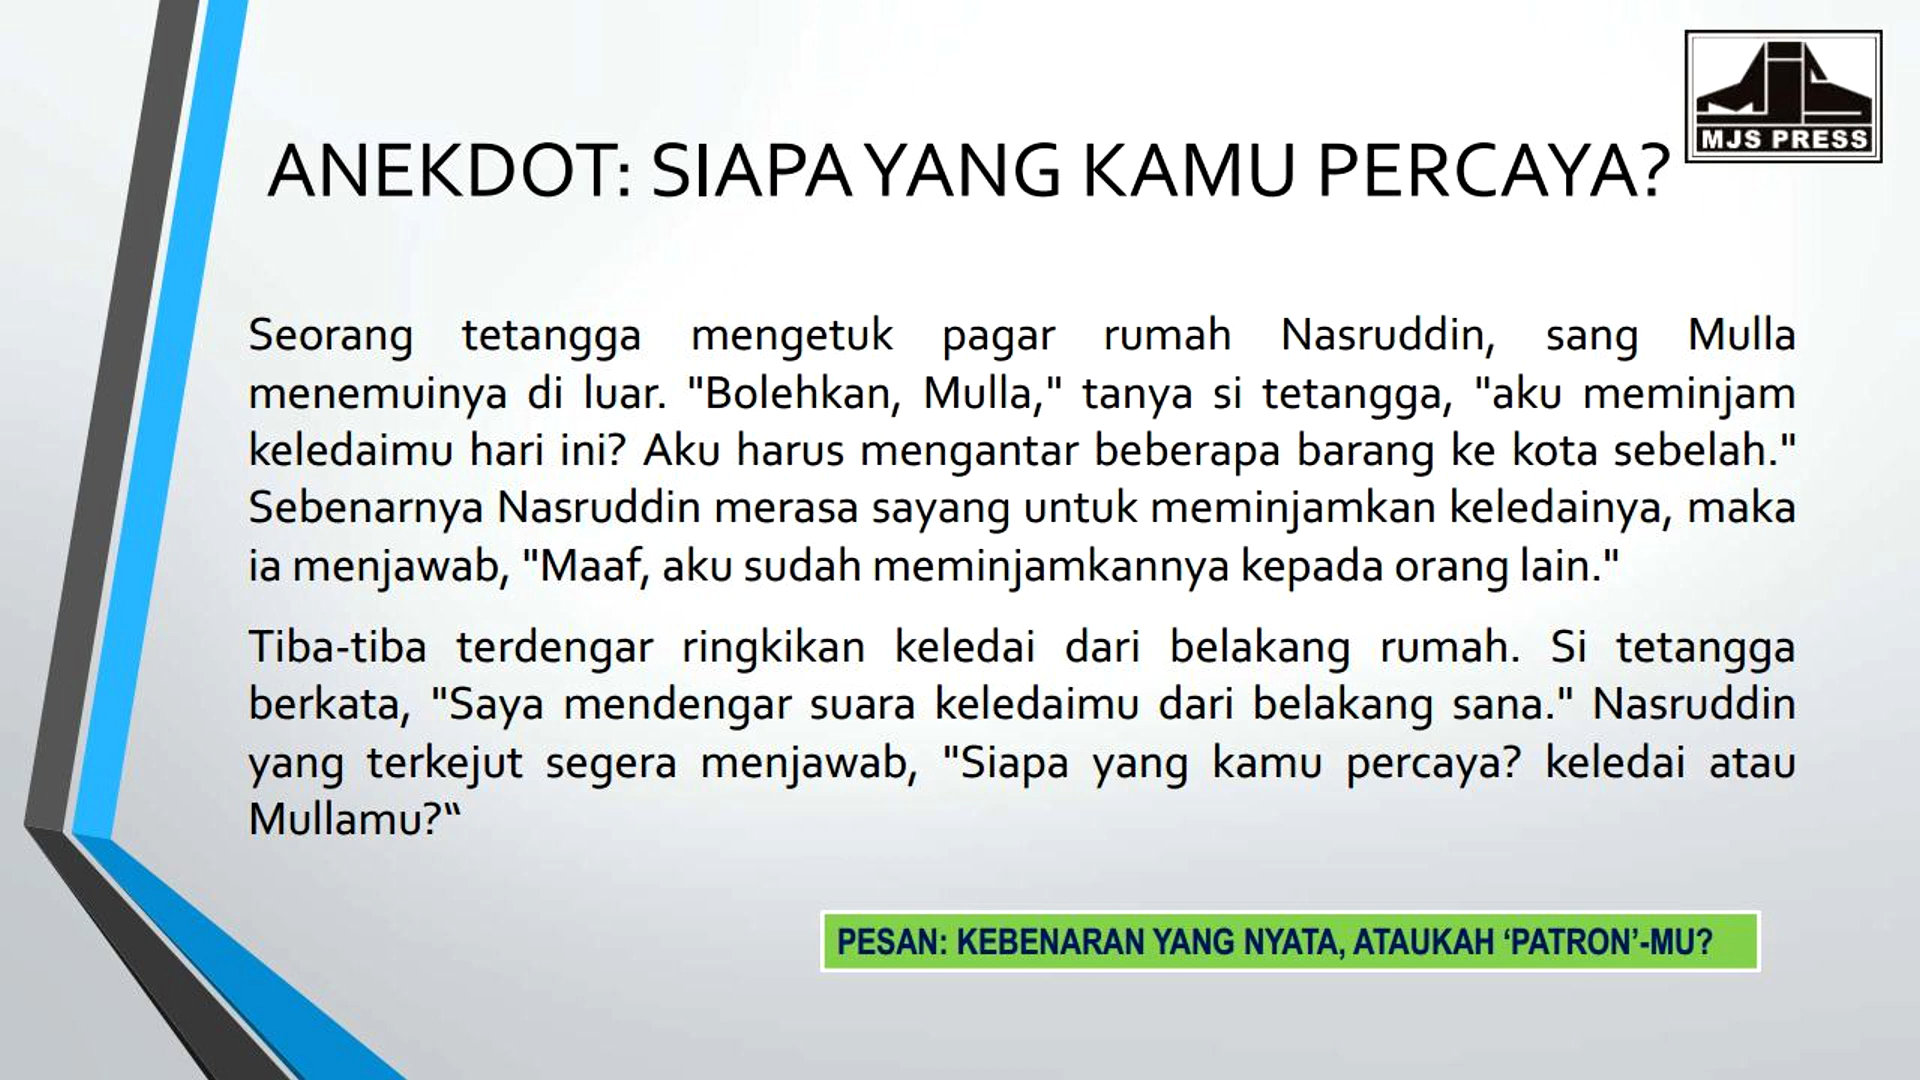 MJS PRESS
ANEKDOT: SIAPA YANG KAMU PERCAYA?
Seorang tetangga mengetuk pagar rumah Nasruddin, sang Mulla
menemuinya di luar. "Bolehkan, Mulla," tanya si tetangga, "aku meminjam
keledaimu hari ini? Aku harus mengantar beberapa barang ke kota sebelah."
Sebenarnya Nasruddin merasa sayang untuk meminjamkan keledainya, maka
ia menjawab, "Maaf, aku sudah meminjamkannya kepada orang lain."
Tiba-tiba terdengar ringkikan keledai dari belakang rumah. Si tetangga
berkata, "Saya mendengar suara keledaimu dari belakang sana." Nasruddin
yang terkejut segera menjawab, "Siapa yang kamu percaya? keledai atau
Mullamu?“
PESAN: KEBENARAN YANG NYATA, ATAUKAH ‘PATRON’-MU?